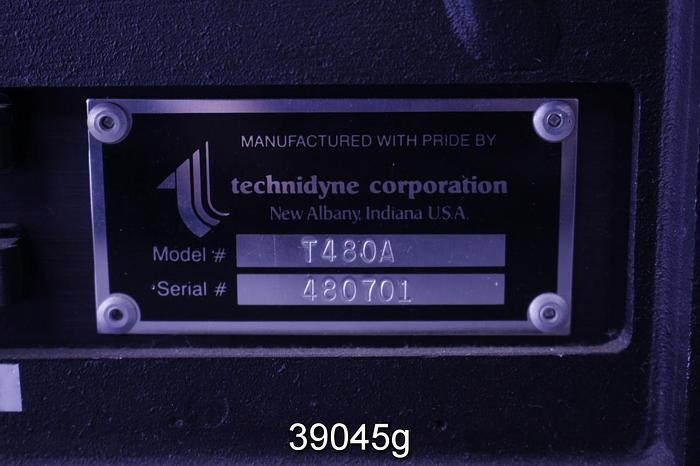 MANUFACTURED WITH PRIDE BY
technidyne corporation
New Albany, Indiana U.S.A.
Model # T480A
Serial # 480701
39045g